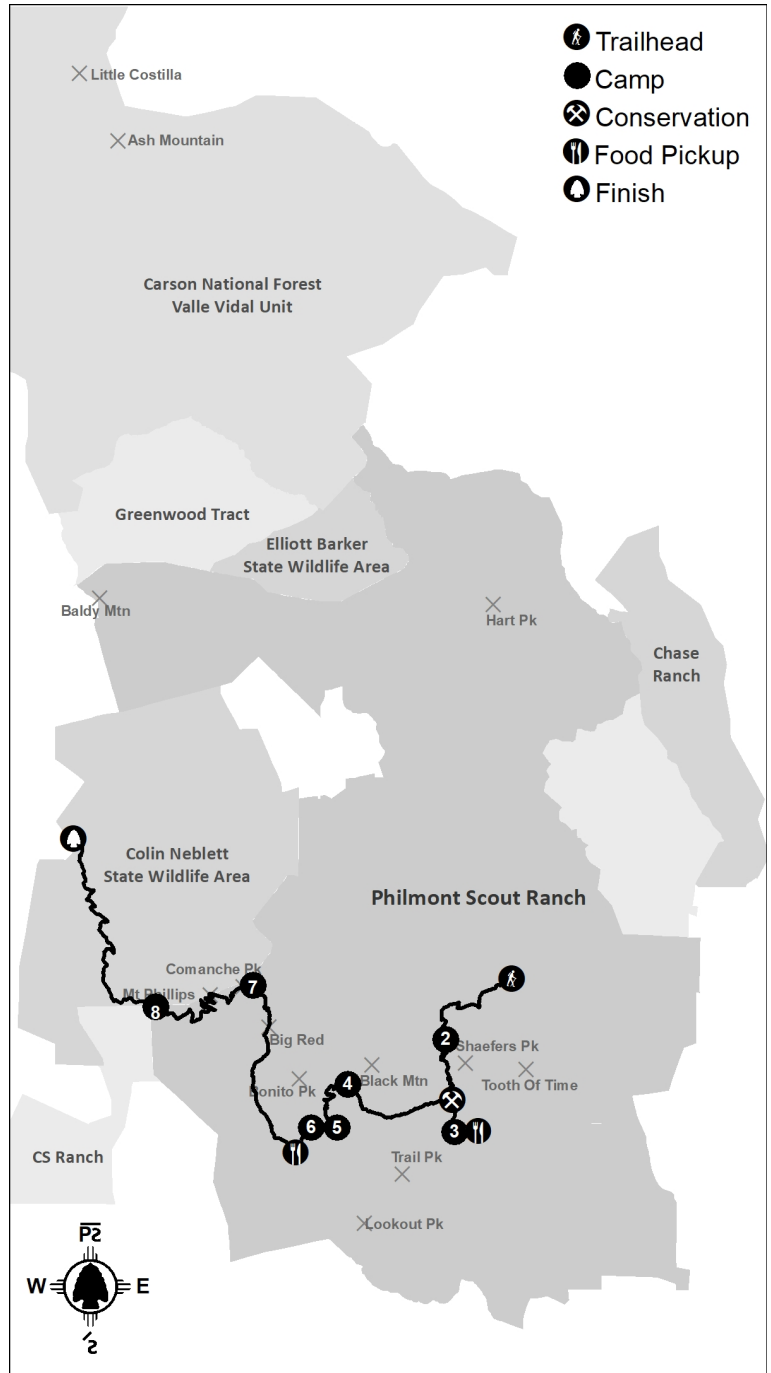 Trailhead
Camp
Conservation
Food Pickup
Finish
Little Costilla
Ash Mountain
Carson National Forest
Valle Vidal Unit
Greenwood Tract
Elliott Barker
State Wildlife Area
Baldy Mtn
Hart Pk
Chase
Ranch
Colin Neblett
State Wildlife Area
Philmont Scout Ranch
Comanche Pk
7
Mt Phillips
8
Big Red
2
Shaefers Pk
Tooth Of Time
Black Mtn
4
Bonito Pk
6
5
3
Trail Pk
CS Ranch
Lookout Pk
W
E